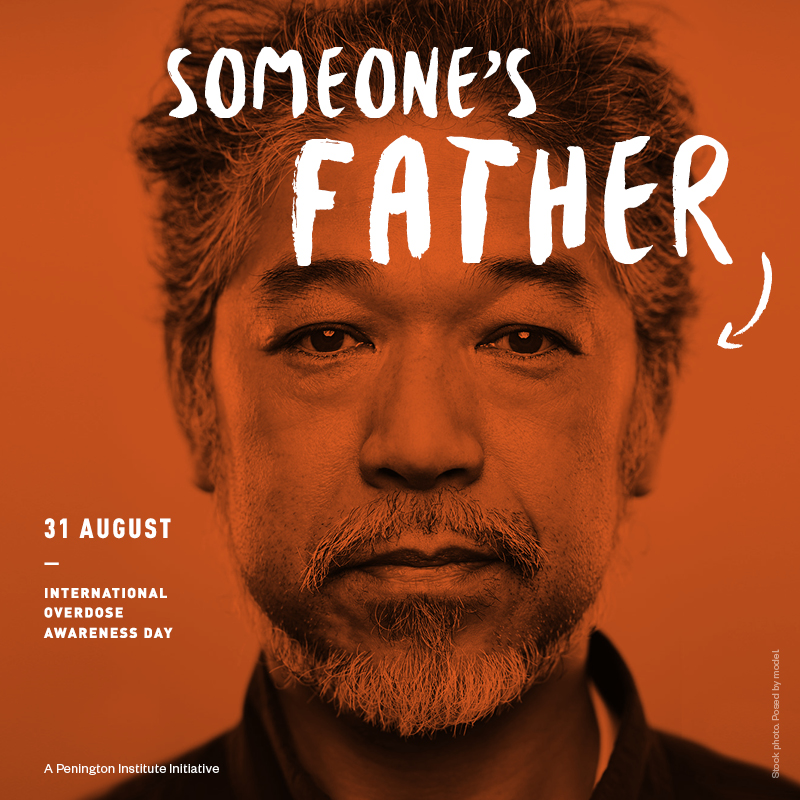 SOMEONE'S
FATHER
31 AUGUST
—
INTERNATIONAL
OVERDOSE
AWARENESS DAY
A Penington Institute Initiative
Stock photo. Posed by model.